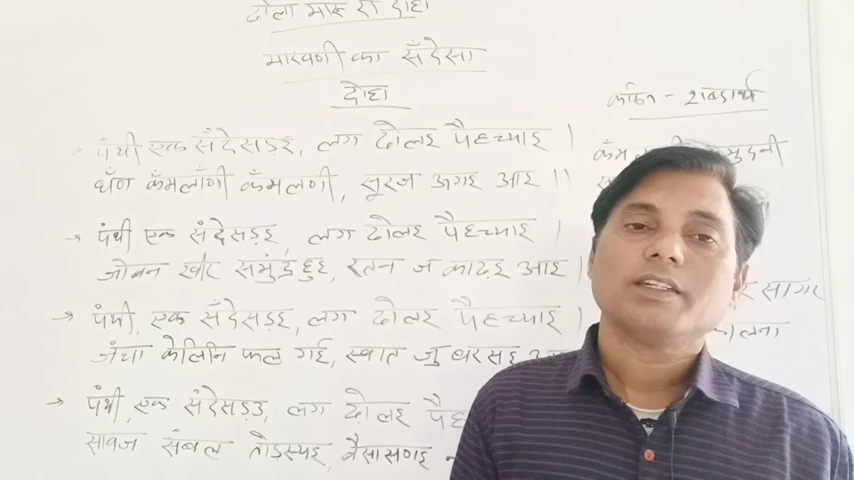 ढोला मारू रा दोहा
मारवणी का सँदेसा
दोहा
पंथी एक सँदेसड़इ, लग ढोलइ पैहच्याइ ।
धँण कँमलाँणी कँमलणी, सूरज ऊगइ आइ ।।
पंथी एक संदेसड़इ, लग ढोलइ पैहच्याइ ।
जोबन खीर समुंद्र हुइ, रतन ज काढइ आइ ।
पंथी, एक सँदेसड़इ, लग ढोलइ पैहच्याइ ।
जंघा केलिनि फल गई, स्वात जु बरसइ
पंथी, एक संदेसड़उ, लग ढोलइ
सावज संबल तोड़स्यइ, बैसासणइ
कठिन - शब्दार्थ
सागर